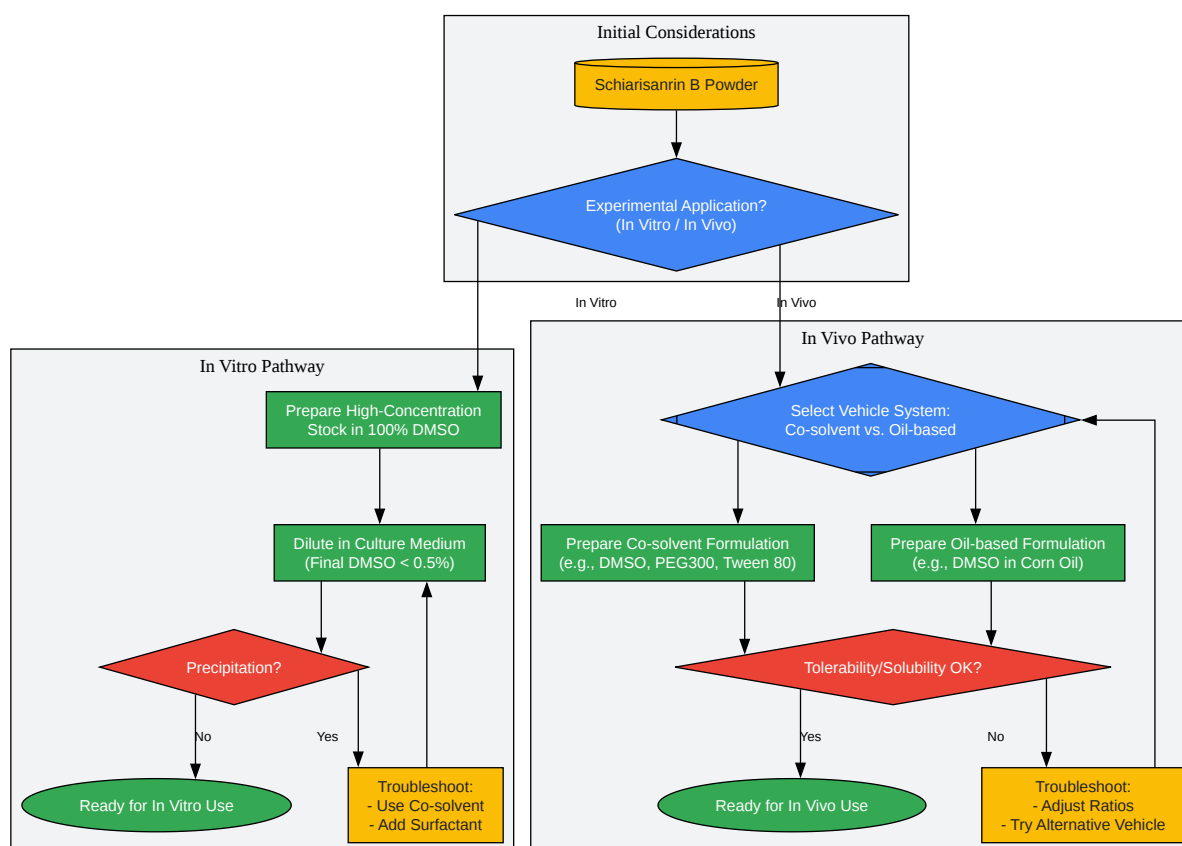 Initial Considerations
Schiarisanrin B Powder
Experimental Application?
(In Vitro / In Vivo)
In Vitro
In Vivo
In Vitro Pathway
Prepare High-Concentration
Stock in 100% DMSO
Dilute in Culture Medium
(Final DMSO < 0.5%)
Precipitation?
No
Yes
Ready for In Vitro Use
Troubleshoot:
- Use Co-solvent
- Add Surfactant
In Vivo Pathway
Select Vehicle System:
Co-solvent vs. Oil-based
Prepare Co-solvent Formulation
(e.g., DMSO, PEG300, Tween 80)
Prepare Oil-based Formulation
(e.g., DMSO in Corn Oil)
Tolerability/Solubility OK?
Yes
No
Ready for In Vivo Use
Troubleshoot:
- Adjust Ratios
- Try Alternative Vehicle